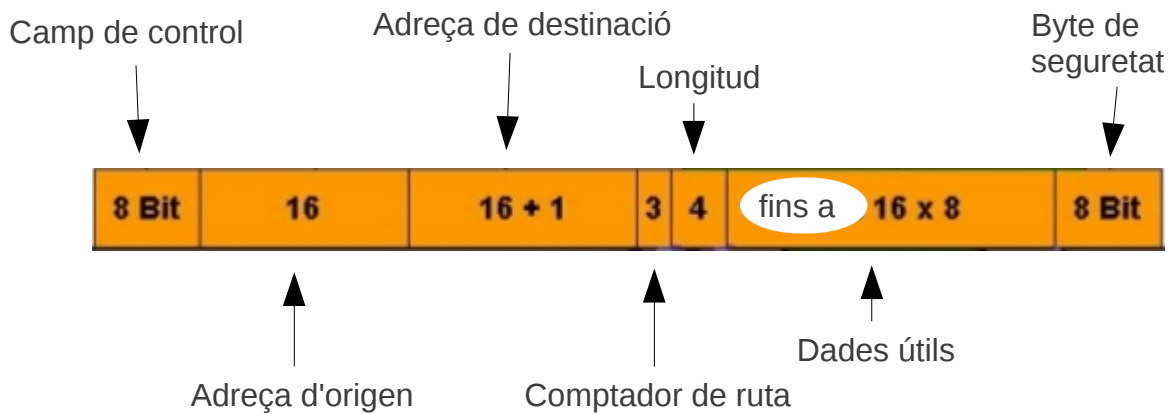 Camp de control
Adreça de destinació
Longitud
Byte de
seguretat
8 Bit
16
16 + 1
3
4
fins a
16 x 8
8 Bit
Adreça d'origen
Comptador de ruta
Dades útils